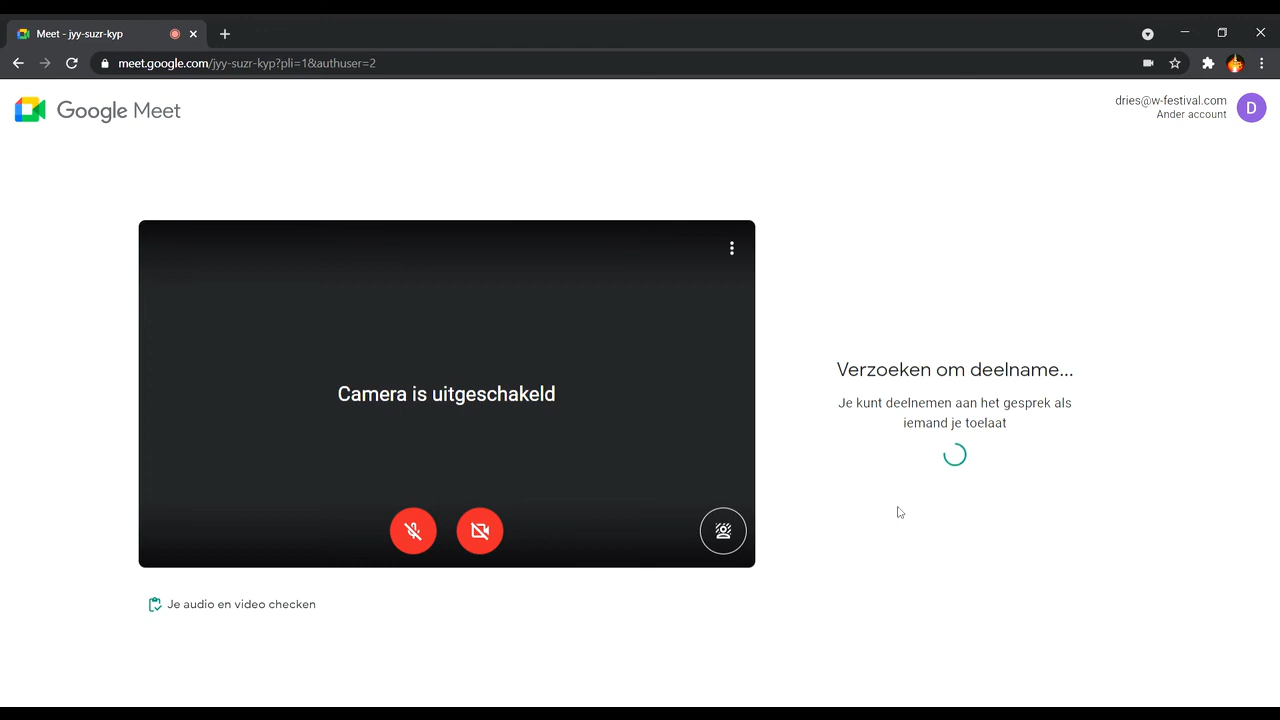 Meet - jyy-suzr-kyp
meet.google.com/jyy-suzr-kyp?pli=1&authuser=2
Google Meet
dries@w-festival.com
Ander account
D
Camera is uitgeschakeld
Verzoeken om deelname...
Je kunt deelnemen aan het gesprek als
iemand je toelaat
Je audio en video checken